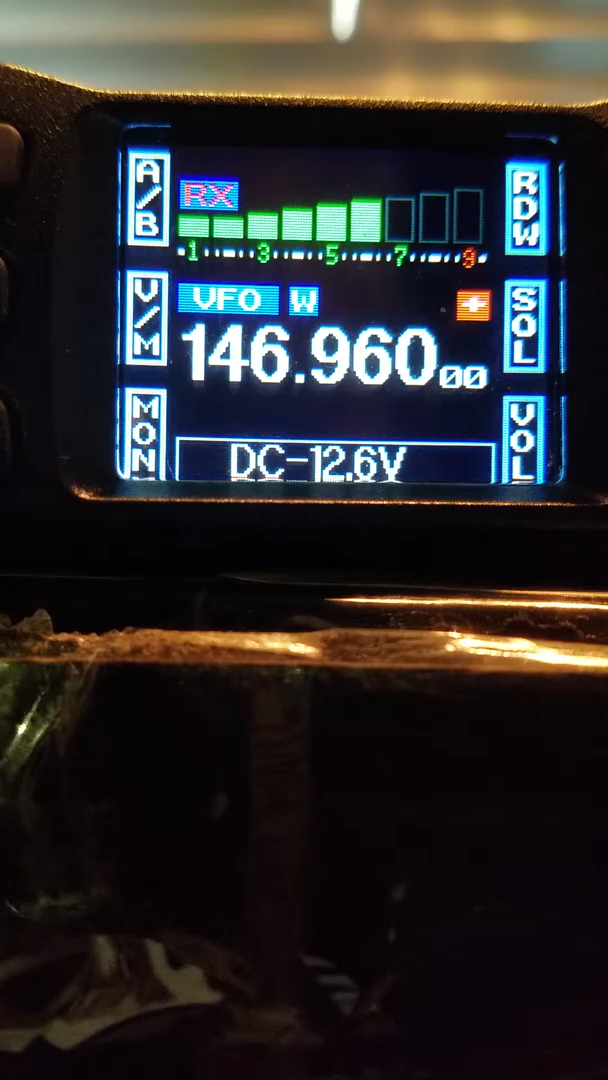 A/B
RX
RDW
1 3 5 7 9
V/M
VFO W +
SQL
146.96000
MON
DC-12.6V
VOL